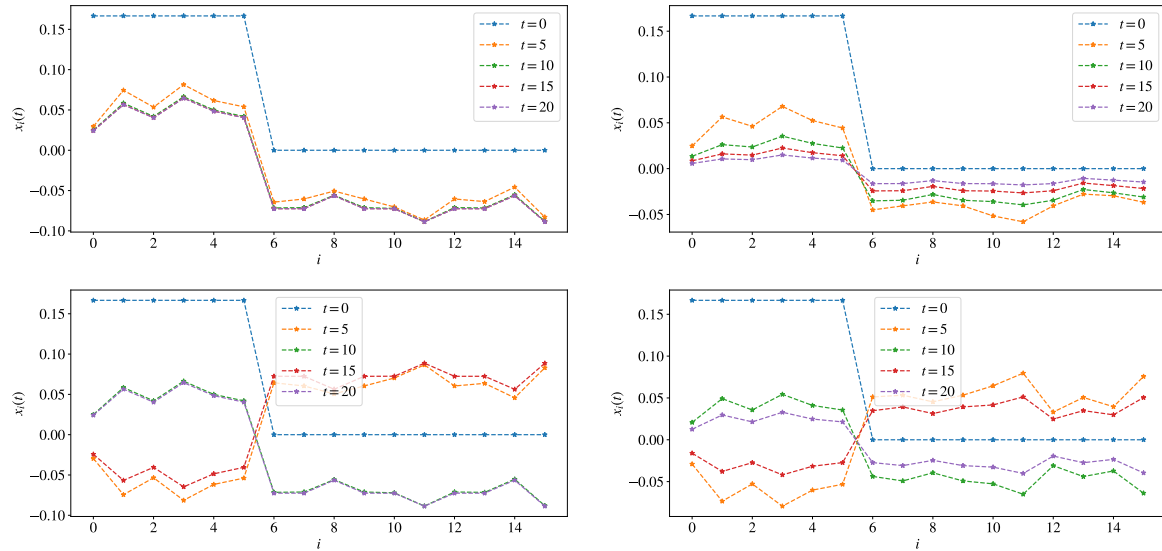 0.15
0.10
0.05
0.00
−0.05
−0.10
x_i(t)
0 2 4 6 8 10 12 14
i
t = 0
t = 5
t = 10
t = 15
t = 20
0.15
0.10
0.05
0.00
−0.05
x_i(t)
0 2 4 6 8 10 12 14
i
t = 0
t = 5
t = 10
t = 15
t = 20
0.15
0.10
0.05
0.00
−0.05
−0.10
x_i(t)
0 2 4 6 8 10 12 14
i
t = 0
t = 5
t = 10
t = 15
t = 20
0.15
0.10
0.05
0.00
−0.05
x_i(t)
0 2 4 6 8 10 12 14
i
t = 0
t = 5
t = 10
t = 15
t = 20